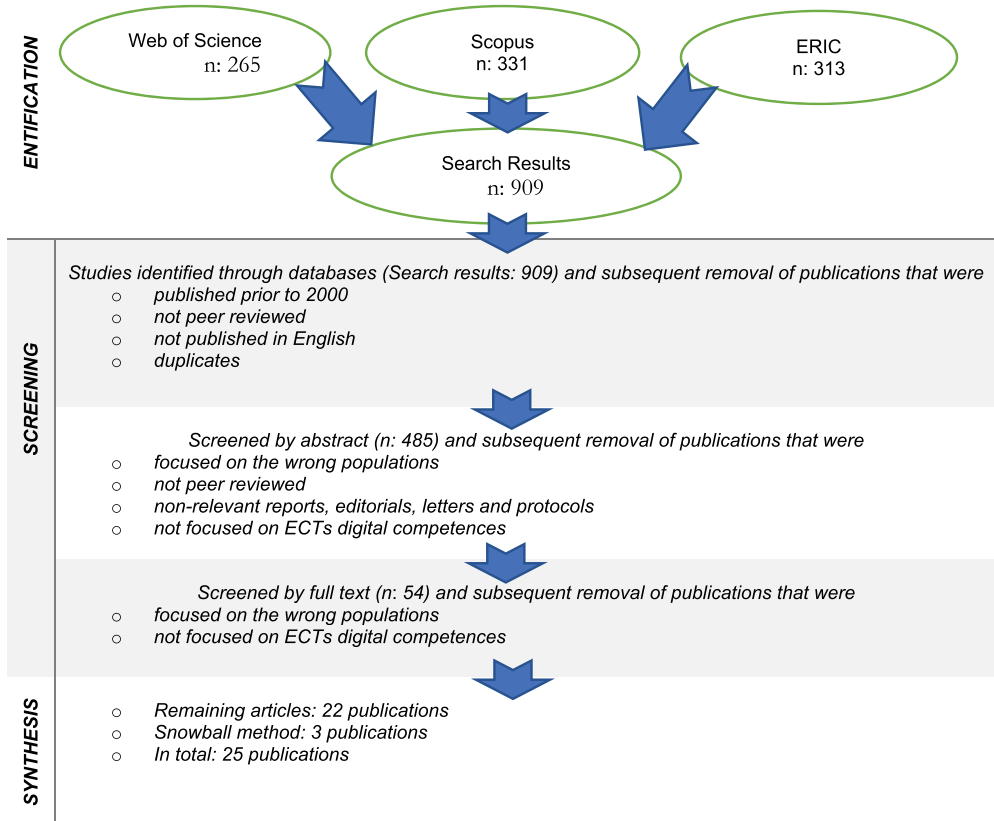 ENTIFICATION
Web of Science
n: 265
Scopus
n: 331
ERIC
n: 313
Search Results
n: 909
SCREENING
Studies identified through databases (Search results: 909) and subsequent removal of publications that were
o published prior to 2000
o not peer reviewed
o not published in English
o duplicates
Screened by abstract (n: 485) and subsequent removal of publications that were
o focused on the wrong populations
o not peer reviewed
o non-relevant reports, editorials, letters and protocols
o not focused on ECTs digital competences
Screened by full text (n: 54) and subsequent removal of publications that were
o focused on the wrong populations
o not focused on ECTs digital competences
SYNTHESIS
o Remaining articles: 22 publications
o Snowball method: 3 publications
o In total: 25 publications